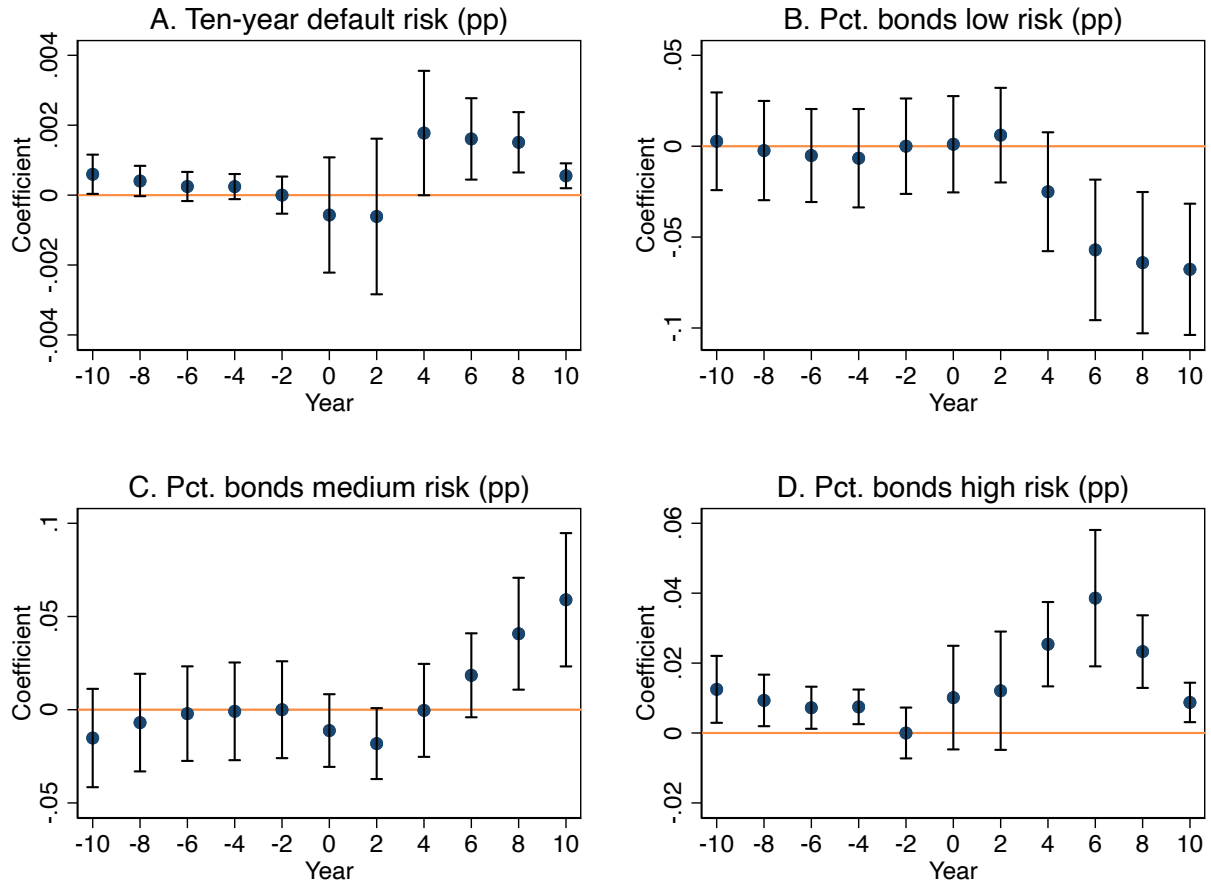 A. Ten-year default risk (pp)
Coefficient
.004
.002
0
-.002
-.004
-10 -8 -6 -4 -2 0 2 4 6 8 10
Year
B. Pct. bonds low risk (pp)
Coefficient
.05
0
-.05
-.1
-10 -8 -6 -4 -2 0 2 4 6 8 10
Year
C. Pct. bonds medium risk (pp)
Coefficient
.1
.05
0
-.05
-10 -8 -6 -4 -2 0 2 4 6 8 10
Year
D. Pct. bonds high risk (pp)
Coefficient
.06
.04
.02
0
-.02
-10 -8 -6 -4 -2 0 2 4 6 8 10
Year